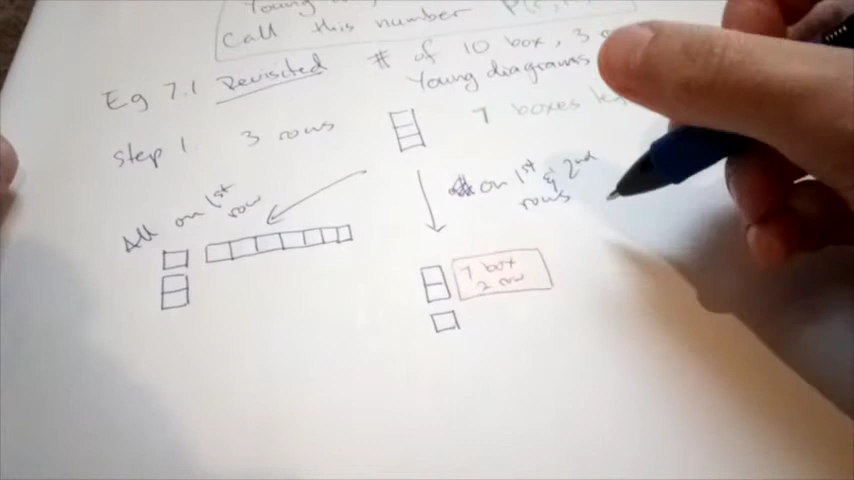 Young
Call this number P(
Eg 7.1 Revisited # of 10 box, 3
Young diagrams
Step 1. 3 rows 7 boxes
All on 1st row
on 1st & 2nd rows
7 box
2 row